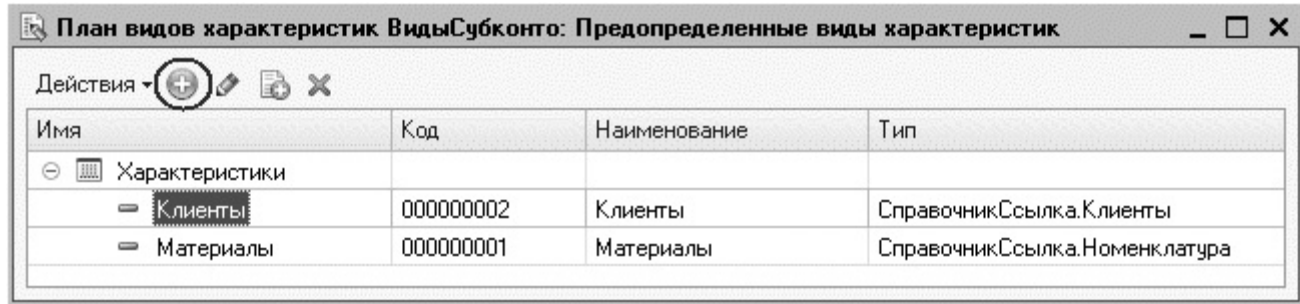 План видов характеристик ВидыСубконто: Предопределенные виды характеристик
Действия
Имя Код Наименование Тип
Характеристики
Клиенты 000000002 Клиенты СправочникСсылка.Клиенты
Материалы 000000001 Материалы СправочникСсылка.Номенклатура